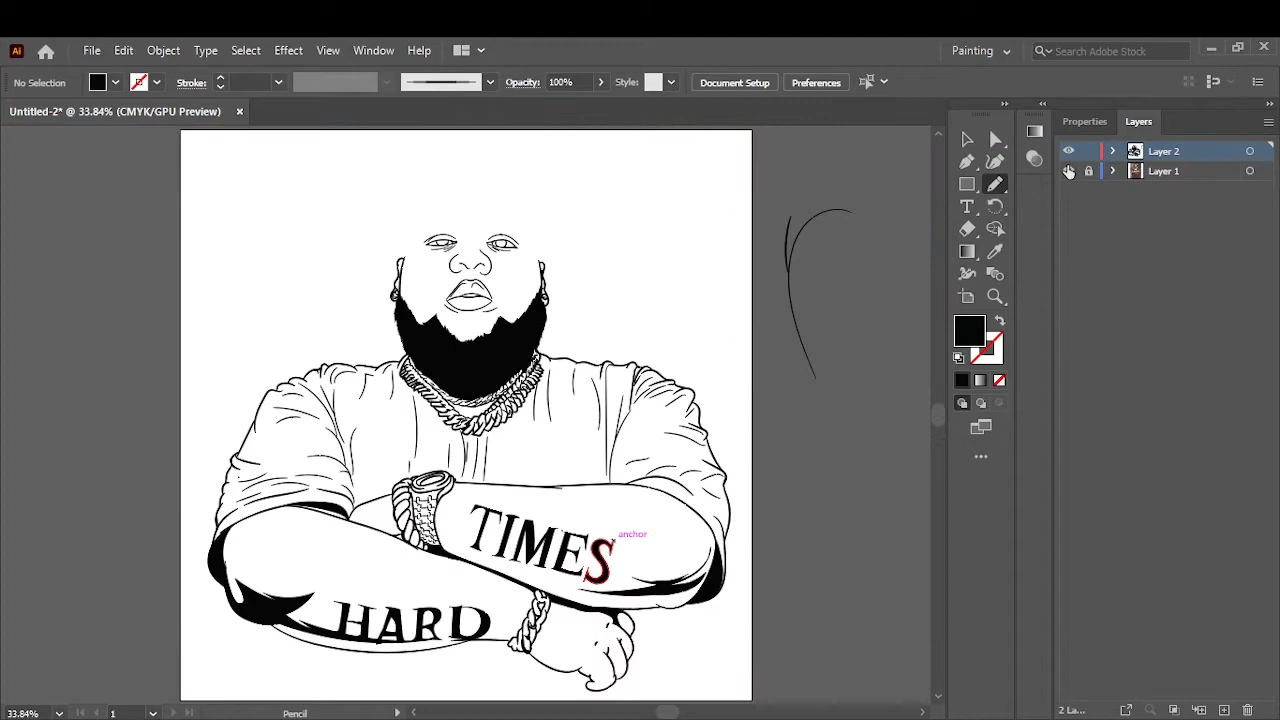 Ai File Edit Object Type Select Effect View Window Help Painting Search Adobe Stock
No Selection Stroke: Opacity: 100% Style: Document Setup Preferences
Untitled-2* @ 33.84% (CMYK/GPU Preview)
Properties Layers
Layer 2
Layer 1
T
TIMES
anchor
HARD
33.84% 1 Pencil 2 La...